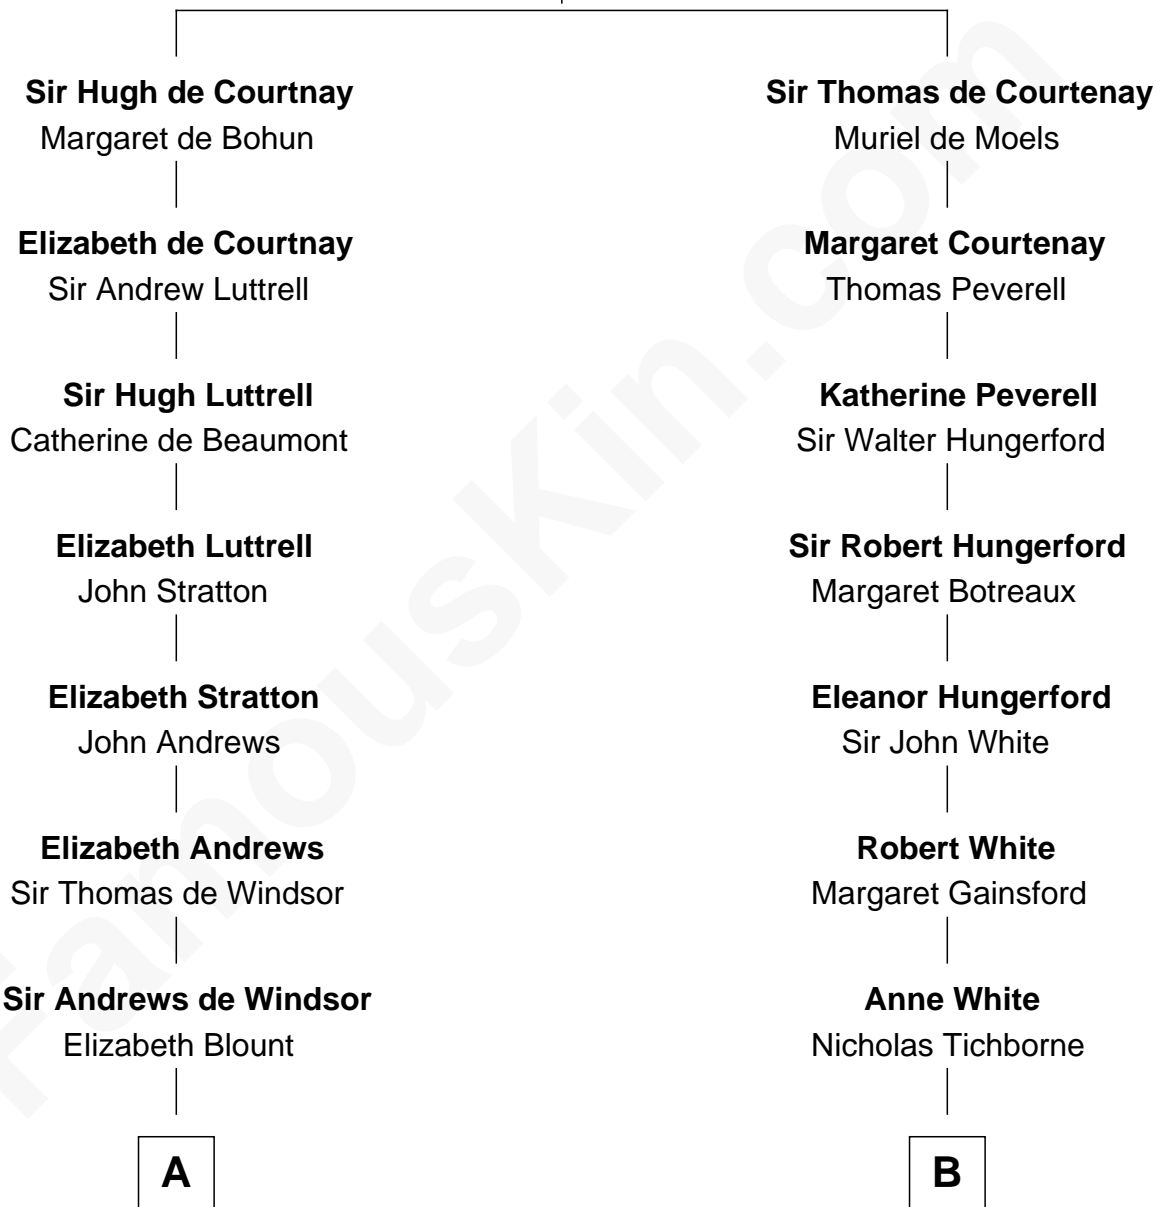 Sir Hugh de Courtnay
Margaret de Bohun
Elizabeth de Courtnay
Sir Andrew Luttrell
Sir Hugh Luttrell
Catherine de Beaumont
Elizabeth Luttrell
John Stratton
Elizabeth Stratton
John Andrews
Elizabeth Andrews
Sir Thomas de Windsor
Sir Andrews de Windsor
Elizabeth Blount
A
Sir Thomas de Courtenay
Muriel de Moels
Margaret Courtenay
Thomas Peverell
Katherine Peverell
Sir Walter Hungerford
Sir Robert Hungerford
Margaret Botreaux
Eleanor Hungerford
Sir John White
Robert White
Margaret Gainsford
Anne White
Nicholas Tichborne
B
FamousKin.com